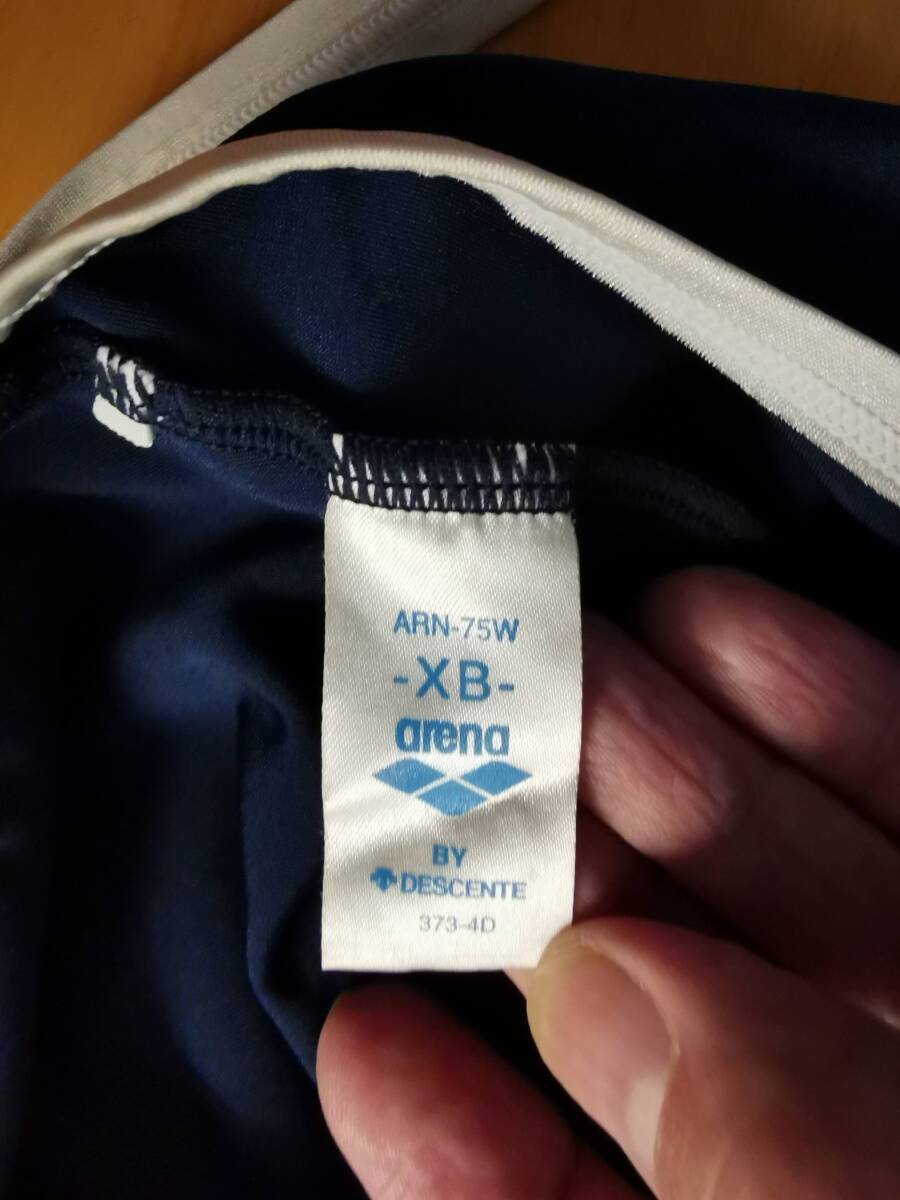 ARN-75W
-XB-
arena
BY
DESCENTE
373-4D